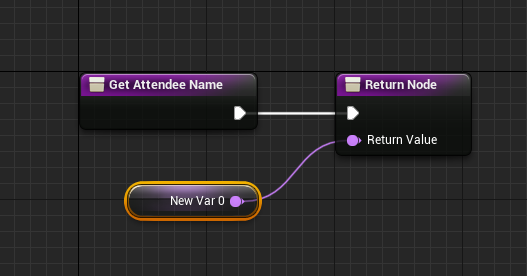 Get Attendee Name
Return Node
Return Value
New Var 0